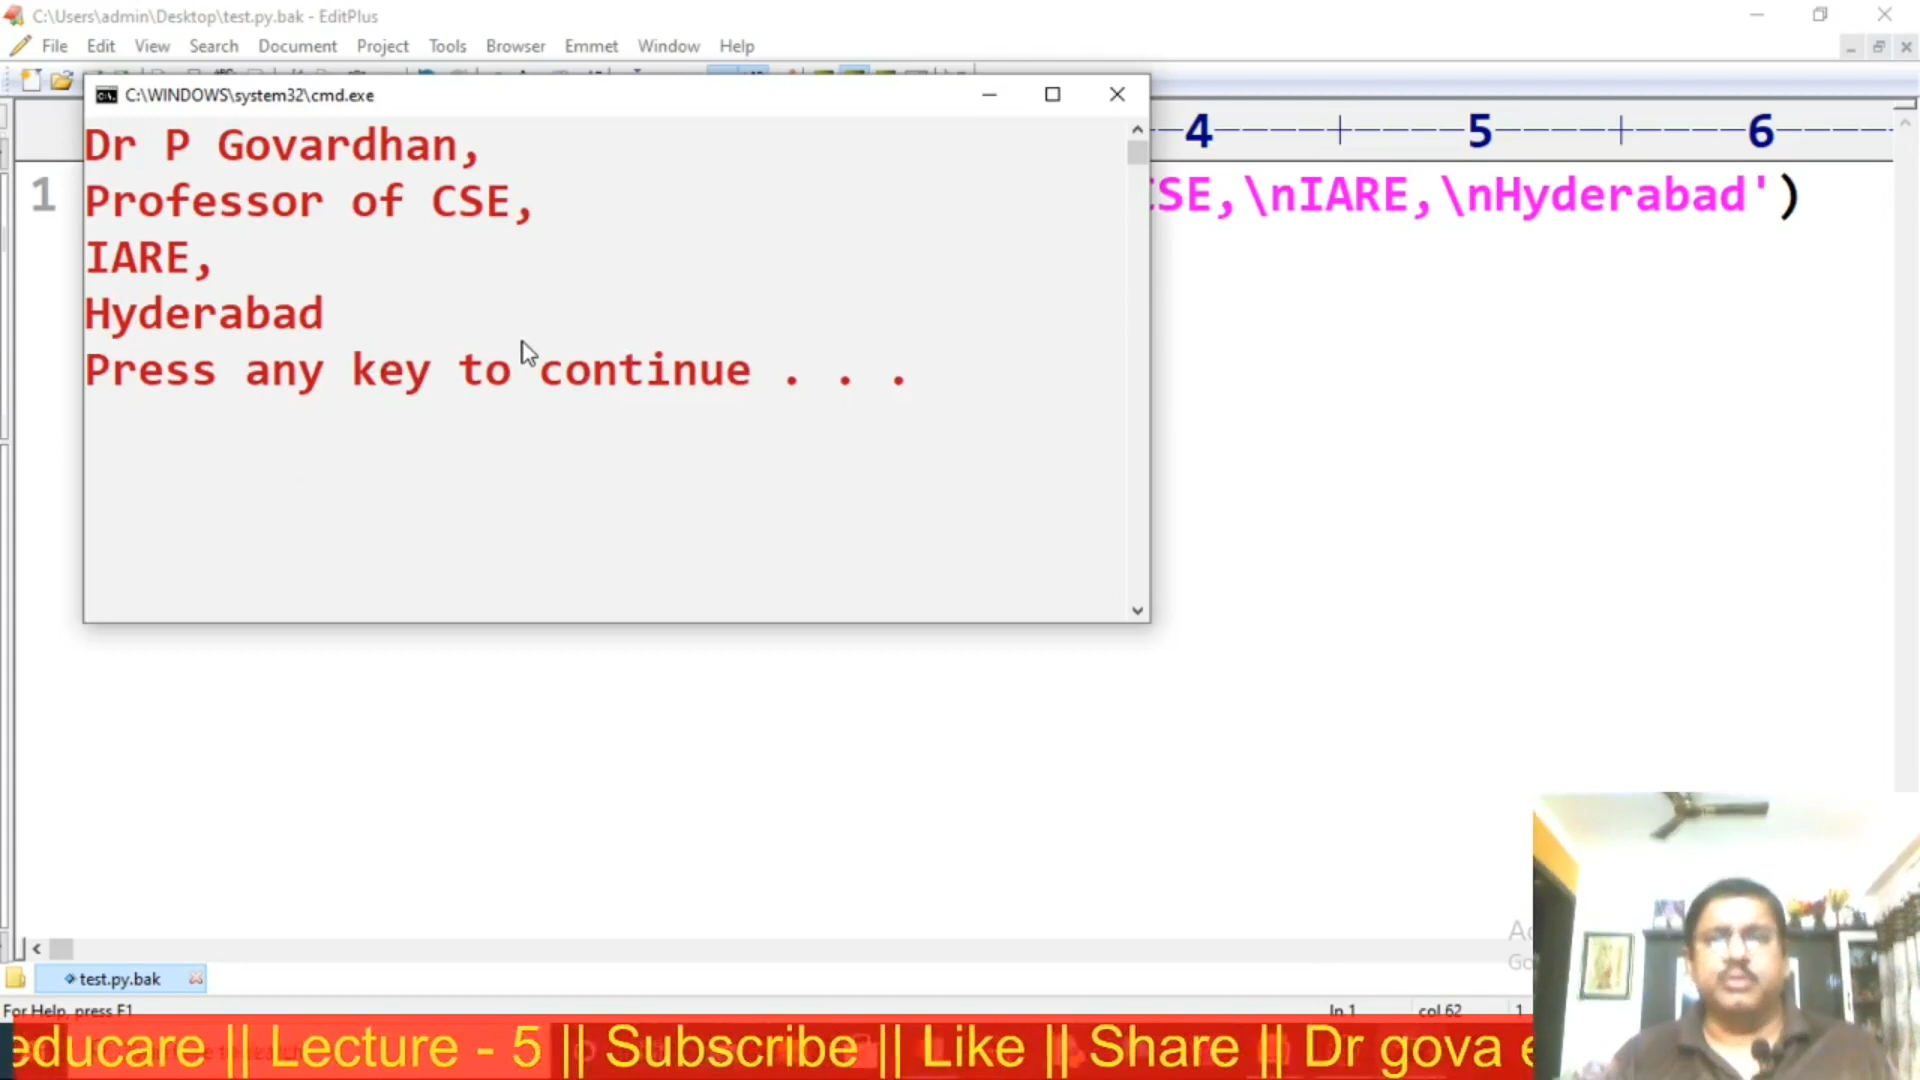 C:\Users\admin\Desktop\test.py.bak - EditPlus
File Edit View Search Document Project Tools Browser Emmet Window Help
C:\WINDOWS\system32\cmd.exe
4 5 6
1
CSE,\nIARE,\nHyderabad')
Dr P Govardhan,
Professor of CSE,
IARE,
Hyderabad
Press any key to continue . . .
test.py.bak
For Help, press F1
ln 1 col 62 1
educare || Lecture - 5 || Subscribe || Like || Share || Dr gova e